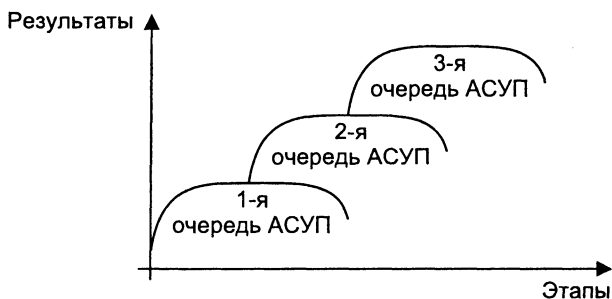 Результаты
3-я
очередь АСУП
2-я
очередь АСУП
1-я
очередь АСУП
Этапы